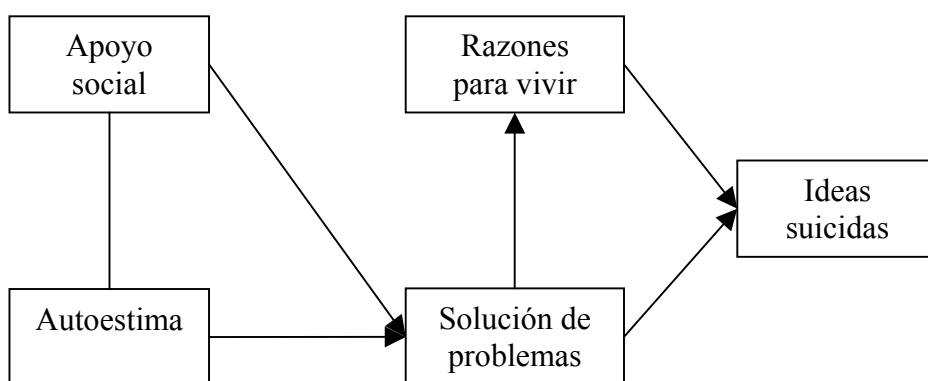 Apoyo
social
Razones
para vivir
Ideas
suicidas
Autoestima
Solución de
problemas